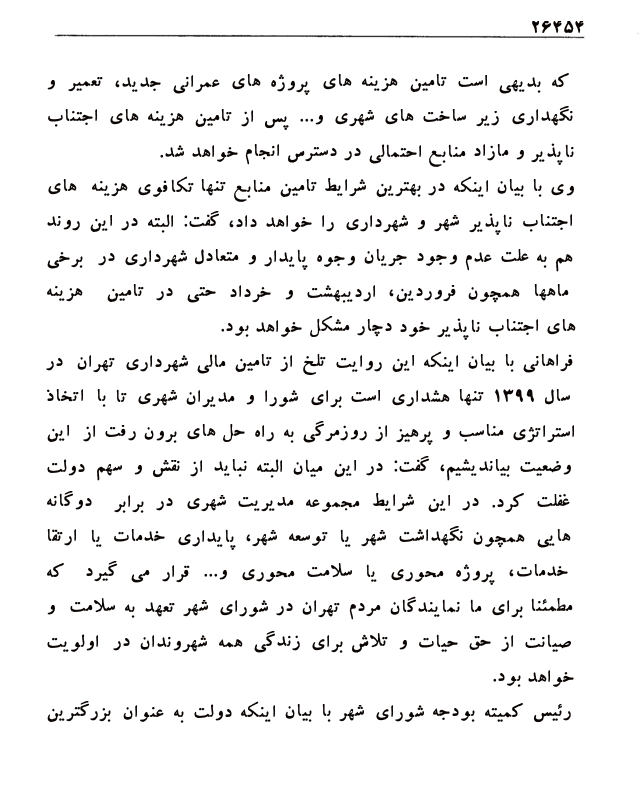 ۲۶۴۵۴
که بدیهی است تامین هزینه های پروژه های عمرانی جدید، تعمیر و
نگهداری زیر ساخت های شهری و... پس از تامین هزینه های اجتناب
ناپذیر و مازاد منابع احتمالی در دسترس انجام خواهد شد.
وی با بیان اینکه در بهترین شرایط تامین منابع تنها تکافوی هزینه های
اجتناب ناپذیر شهر و شهرداری را خواهد داد، گفت: البته در این روند
هم به علت عدم وجود جریان وجوه پایدار و متعادل شهرداری در برخی
ماهها همچون فروردین، اردیبهشت و خرداد حتی در تامین هزینه
های اجتناب ناپذیر خود دچار مشکل خواهد بود.
فراهانی با بیان اینکه این روایت تلخ از تامین مالی شهرداری تهران در
سال ۱۳۹۹ تنها هشداری است برای شورا و مدیران شهری تا با اتخاذ
استراتژی مناسب و پرهیز از روزمرگی به راه حل های برون رفت از این
وضعیت بیاندیشیم، گفت: در این میان البته نباید از نقش و سهم دولت
غفلت کرد. در این شرایط مجموعه مدیریت شهری در برابر دوگانه
هایی همچون نگهداشت شهر یا توسعه شهر، پایداری خدمات یا ارتقا
خدمات، پروژه محوری یا سلامت محوری و... قرار می گیرد که
مطمئنا برای ما نمایندگان مردم تهران در شورای شهر تعهد به سلامت و
صیانت از حق حیات و تلاش برای زندگی همه شهروندان در اولویت
خواهد بود.
رئیس کمیته بودجه شورای شهر با بیان اینکه دولت به عنوان بزرگترین